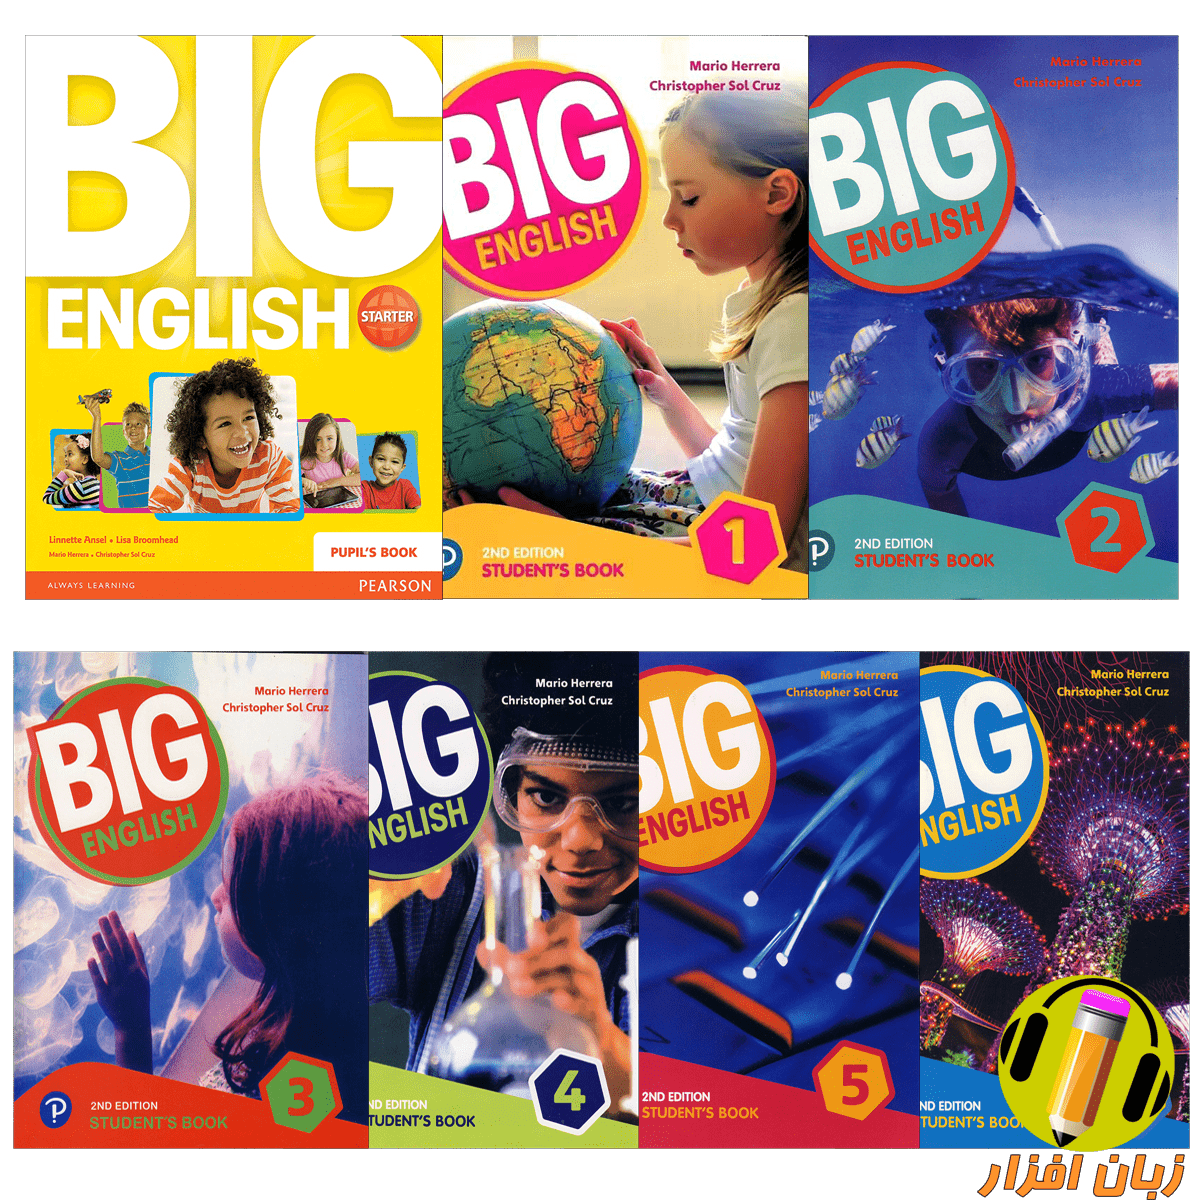 BIG
ENGLISH
STARTER
Linnette Ansel • Lisa Broomhead
Mario Herrera • Christopher Sol Cruz
PUPIL'S BOOK
ALWAYS LEARNING
PEARSON
Mario Herrera
Christopher Sol Cruz
BIG
ENGLISH
1
P
2ND EDITION
STUDENT'S BOOK
Mario Herrera
Christopher Sol Cruz
BIG
ENGLISH
2
P
2ND EDITION
STUDENT'S BOOK
Mario Herrera
Christopher Sol Cruz
BIG
ENGLISH
3
P
2ND EDITION
STUDENT'S BOOK
Mario Herrera
Christopher Sol Cruz
BIG
NGLISH
4
ND EDITION
TUDENT'S BOOK
Mario Herrera
Christopher Sol Cruz
BIG
ENGLISH
5
2ND EDITION
STUDENT'S BOOK
Mario Herrera
Christopher Sol Cruz
BIG
NGLISH
ND EDITION
TUDENT'S BOO
زبان افزار